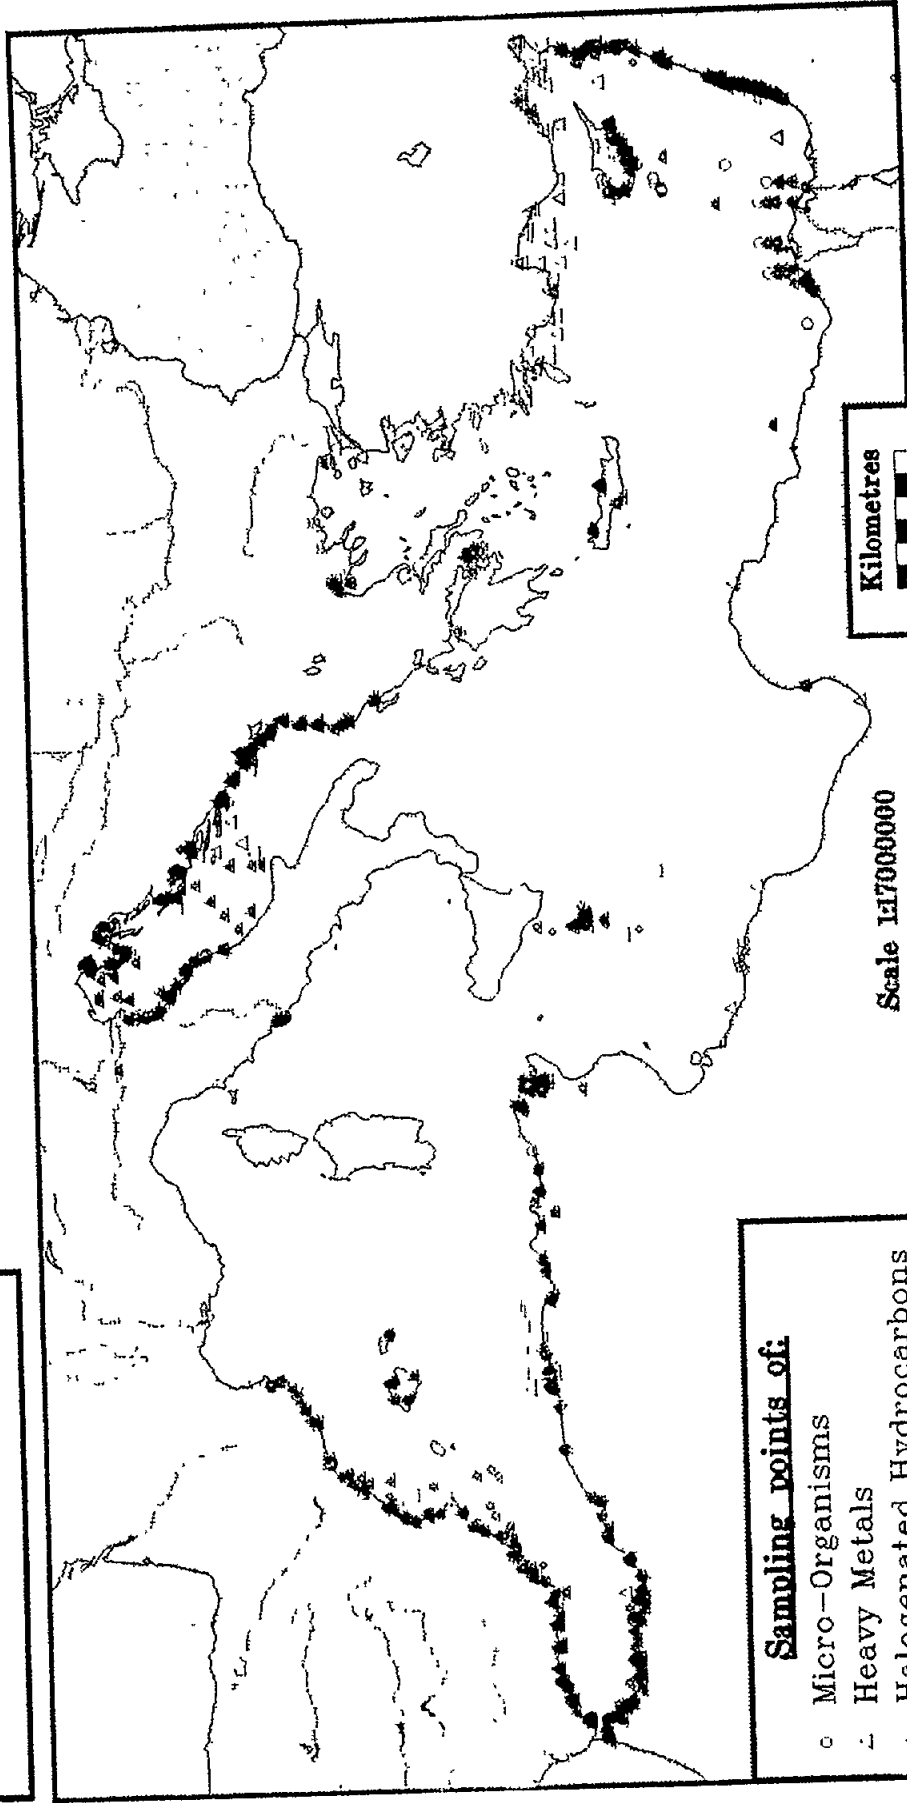 Kilometres
Scale 1:17000000
Sampling points of:
Micro-Organisms
Heavy Metals
Halogenated Hydrocarbons